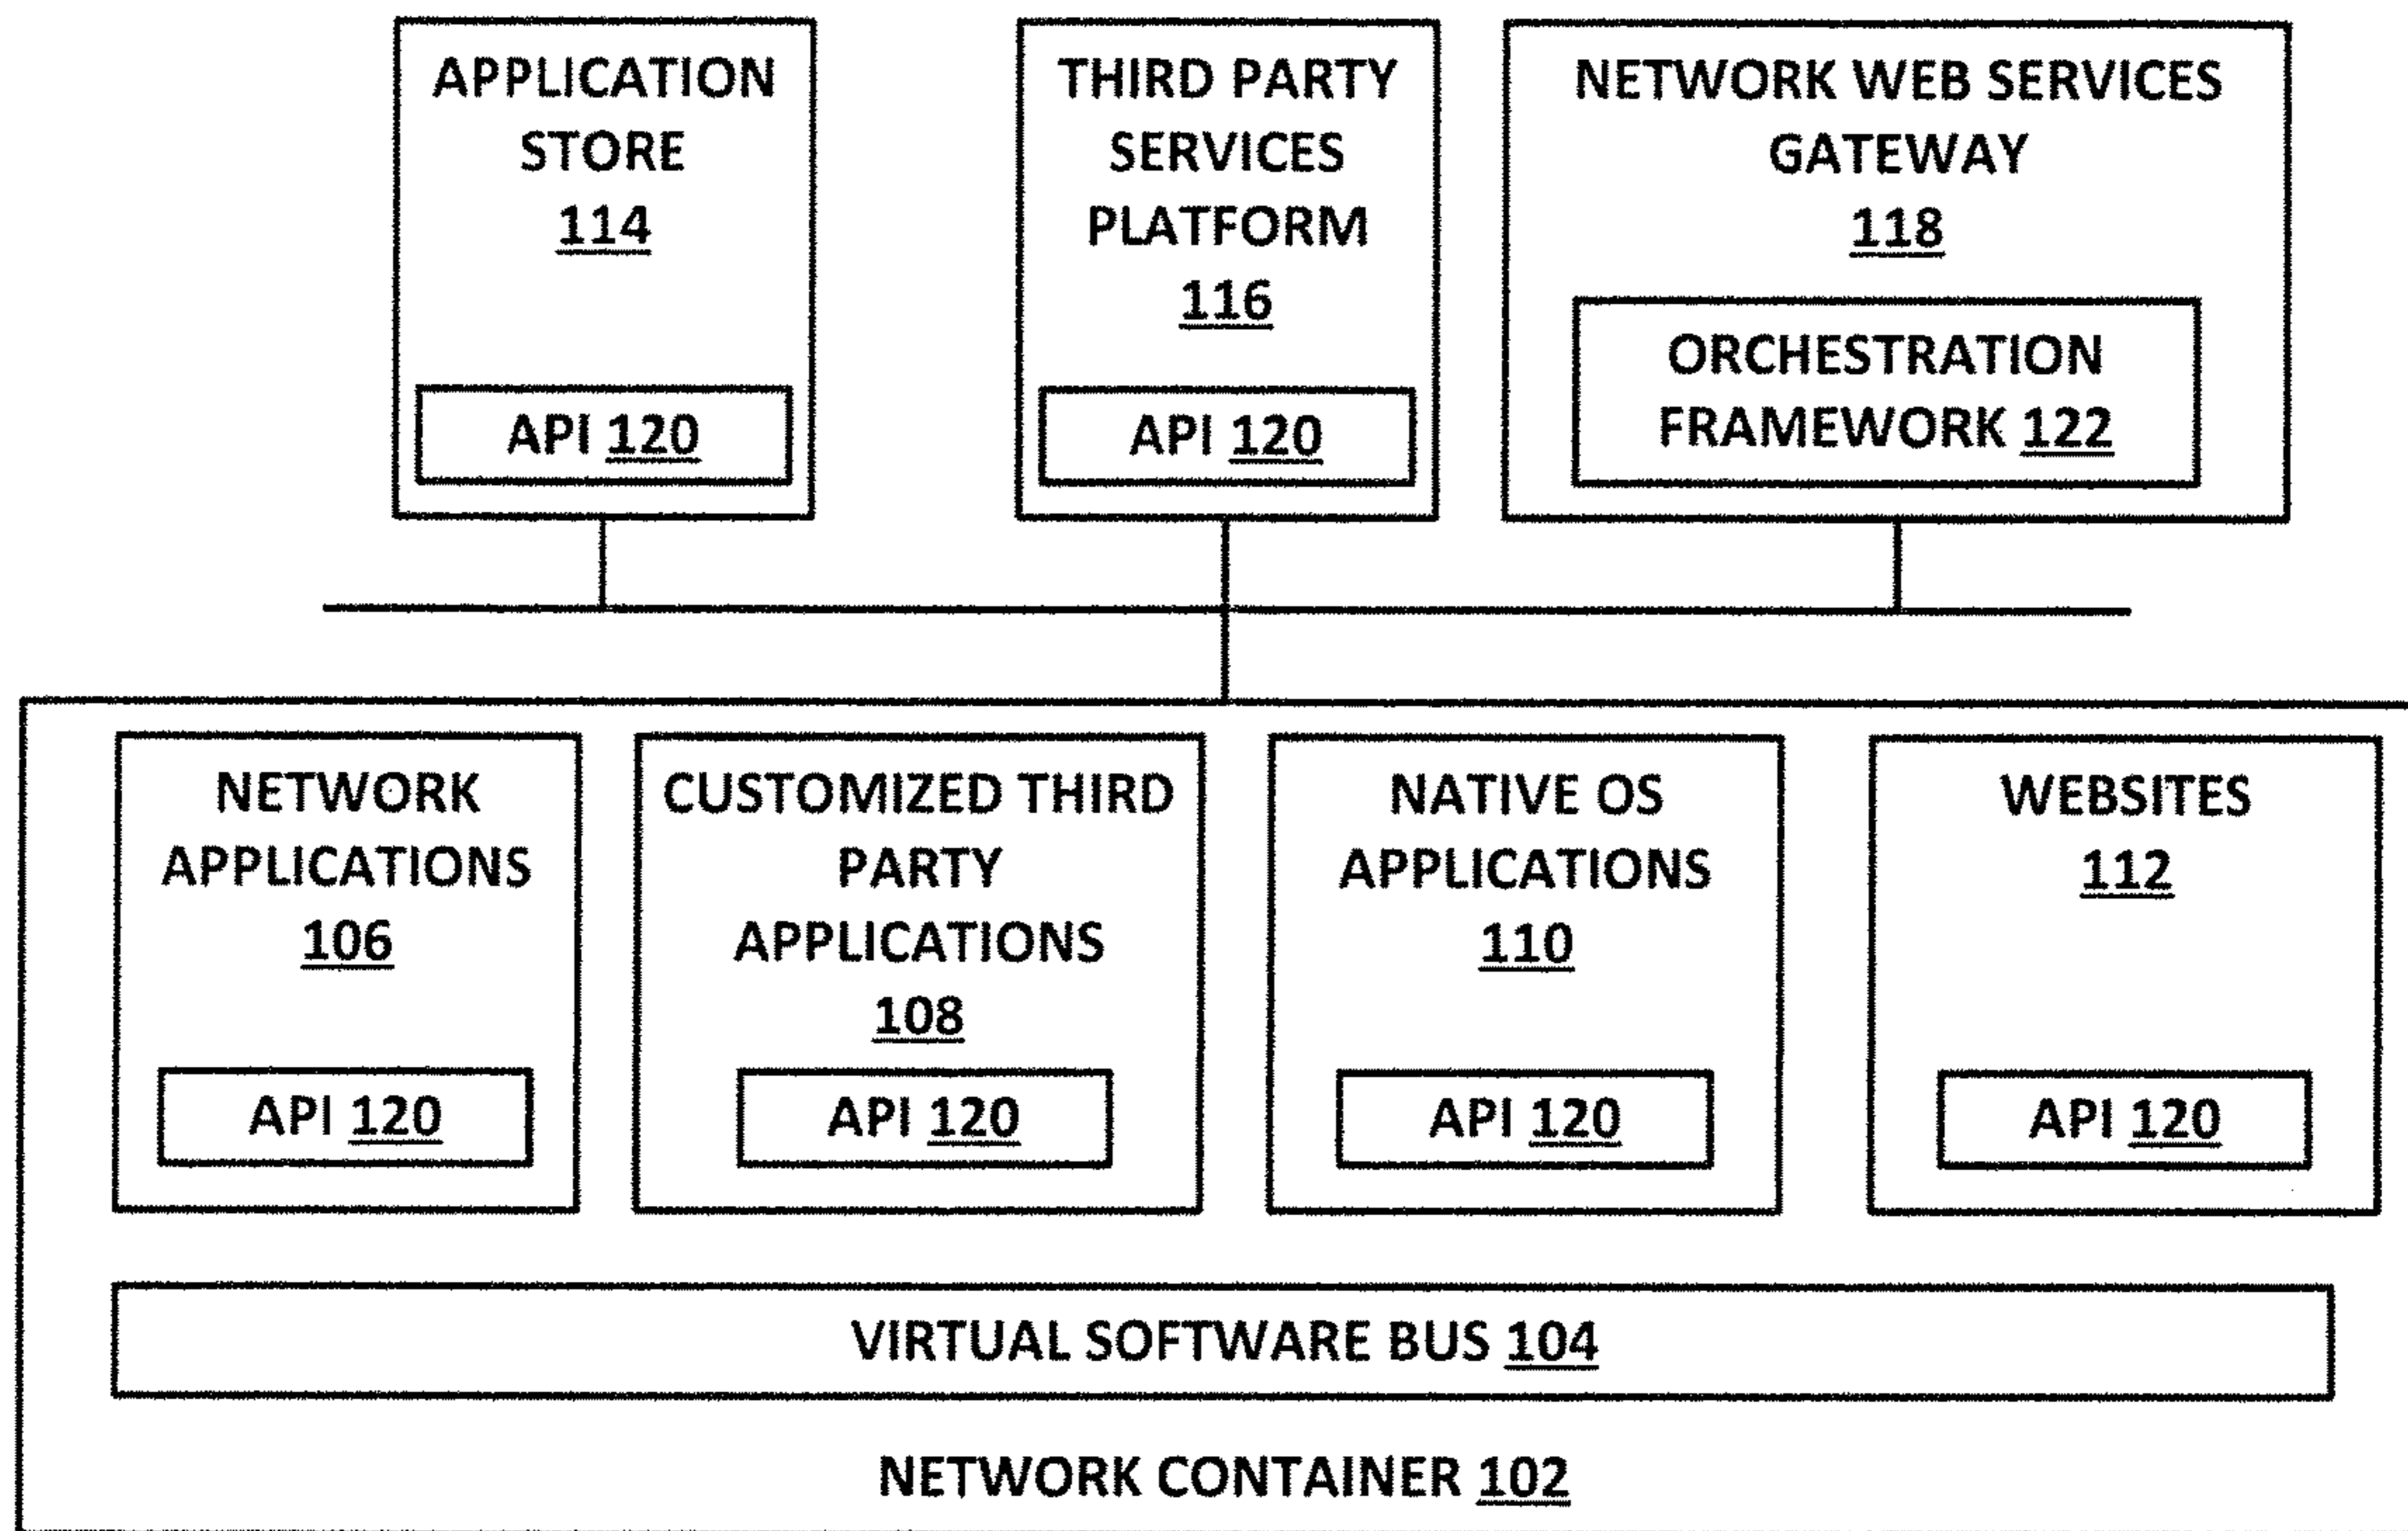 APPLICATION
STORE
114
API 120
THIRD PARTY
SERVICES
PLATFORM
116
API 120
NETWORK WEB SERVICES
GATEWAY
118
ORCHESTRATION
FRAMEWORK 122
NETWORK
APPLICATIONS
106
API 120
CUSTOMIZED THIRD
PARTY
APPLICATIONS
108
API 120
NATIVE OS
APPLICATIONS
110
API 120
WEBSITES
112
API 120
VIRTUAL SOFTWARE BUS 104
NETWORK CONTAINER 102